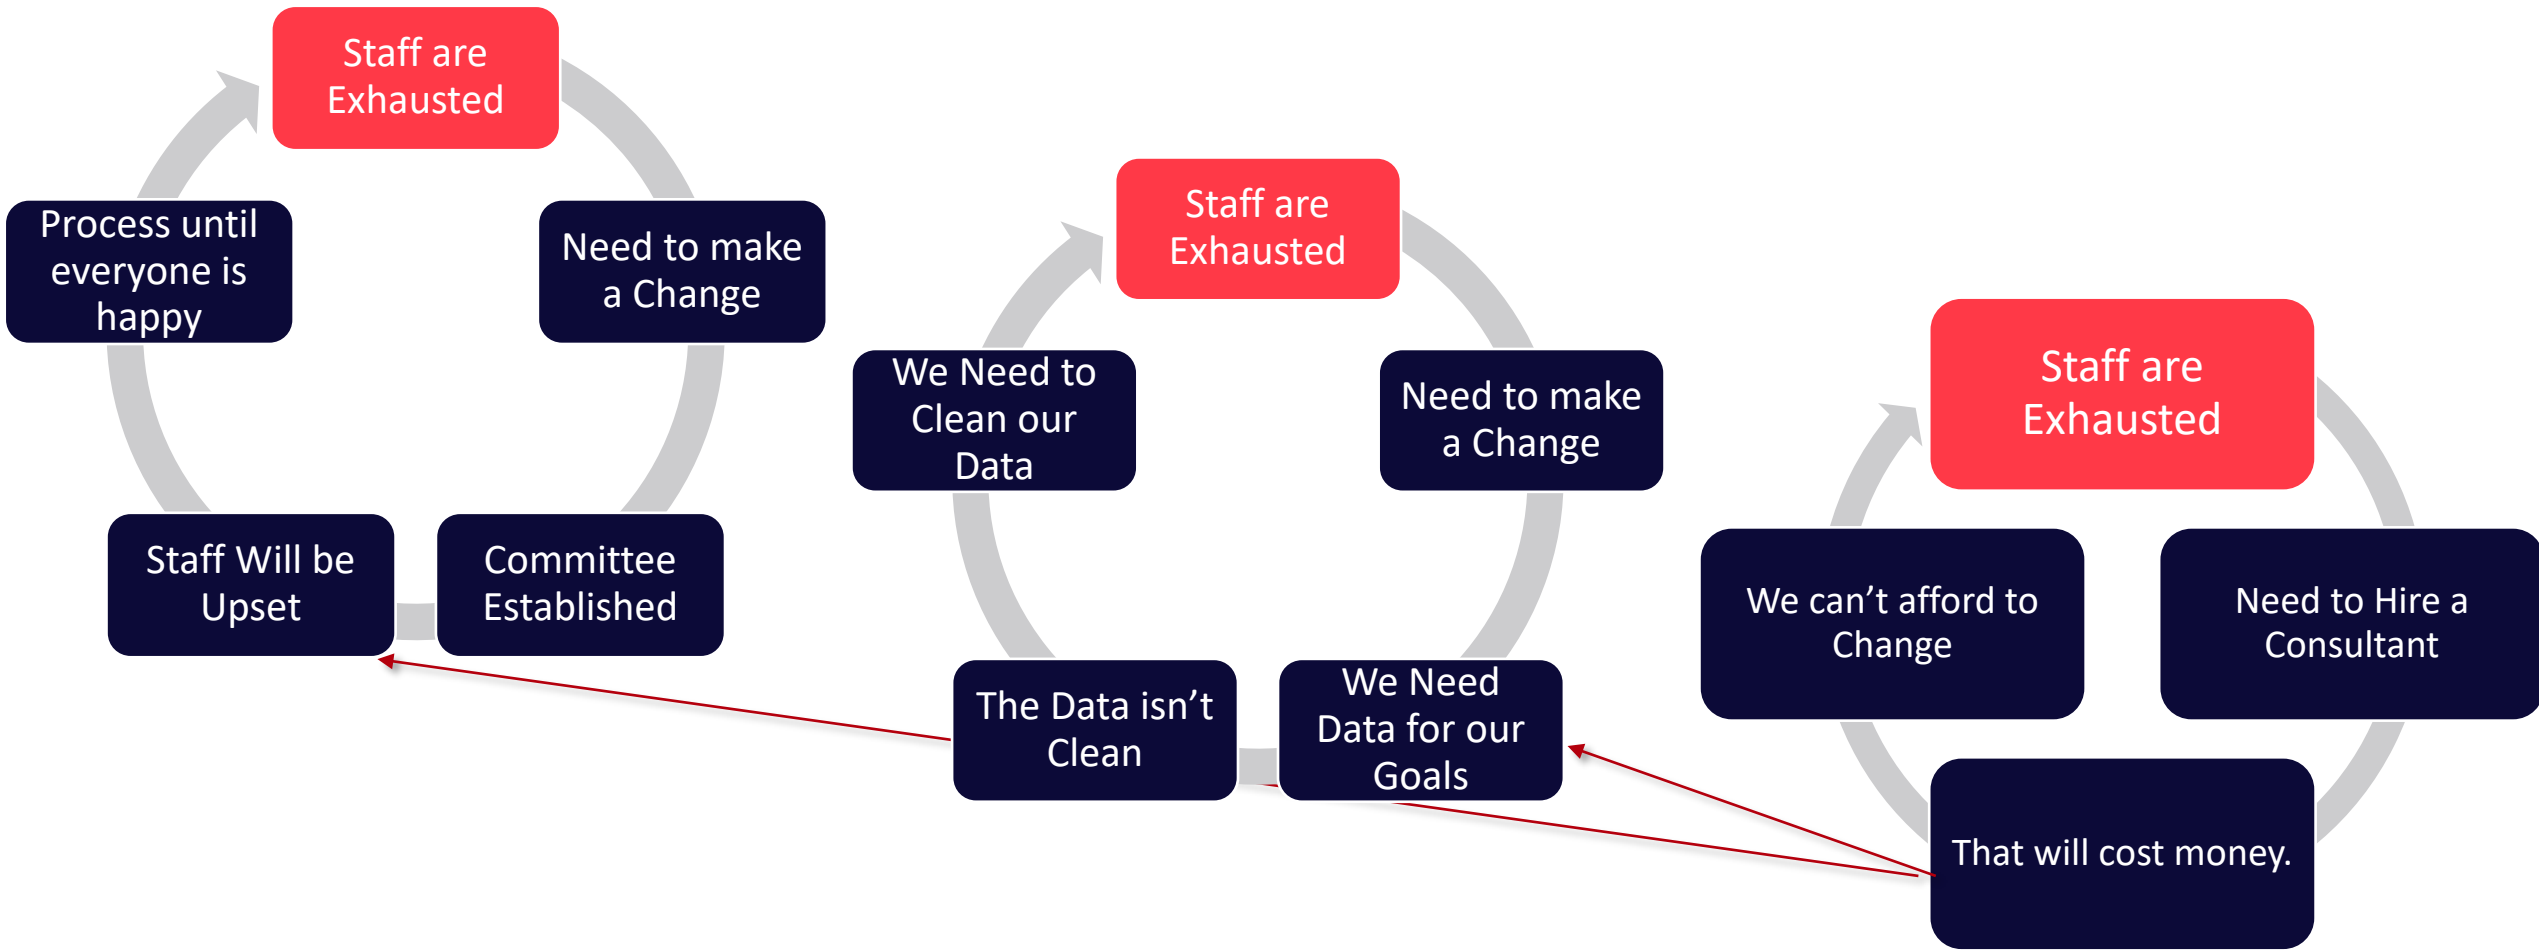 Staff are
Exhausted
Need to make
a Change
Committee
Established
Staff Will be
Upset
Process until
everyone is
happy
Staff are
Exhausted
Need to make
a Change
We Need
Data for our
Goals
The Data isn’t
Clean
We Need to
Clean our
Data
Staff are
Exhausted
Need to Hire a
Consultant
That will cost money.
We can’t afford to
Change